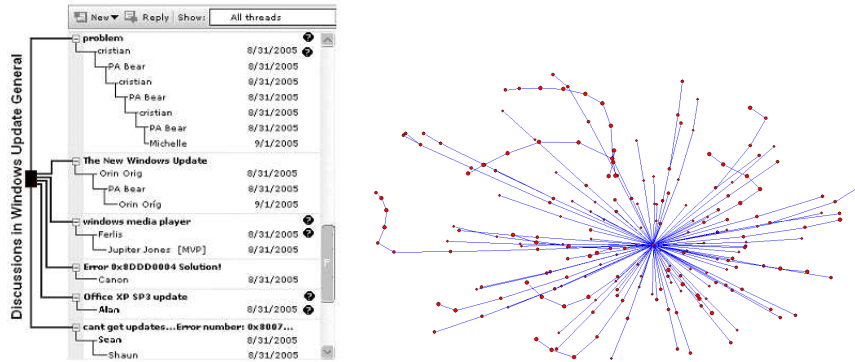 New Reply Show: All threads
Discussions in Windows Update General
problem
cristian 8/31/2005
PA Bear 8/31/2005
cristian 8/31/2005
PA Bear 8/31/2005
cristian 8/31/2005
PA Bear 8/31/2005
Michelle 9/1/2005
The New Windows Update
Orin Orig 8/31/2005
PA Bear 8/31/2005
Orin Orig 9/1/2005
windows media player
Ferlis 8/31/2005
Jupiter Jones [MVP] 8/31/2005
Error 0x8DDD0004 Solution!
Canon 8/31/2005
Office XP SP3 update
Alan 8/31/2005
cant get updates...Error number: 0x8007...
Sean 8/31/2005
Shaun 8/31/2005